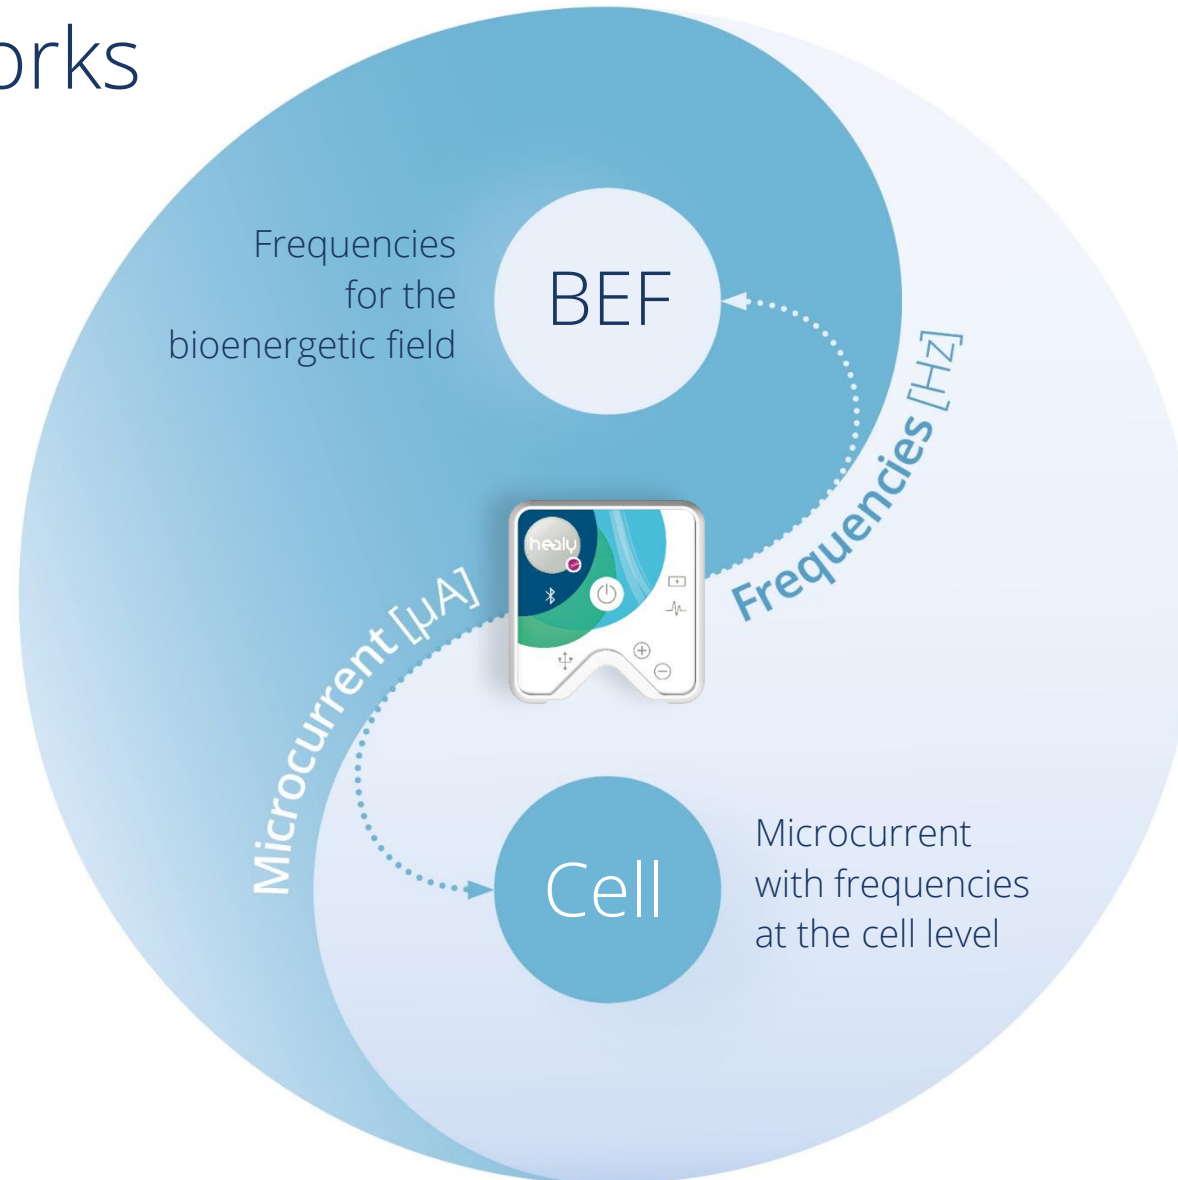 orks
Frequencies
for the
bioenergetic field
BEF
Frequencies [Hz]
healy
Microcurrent [μA]
Cell
Microcurrent
with frequencies
at the cell level